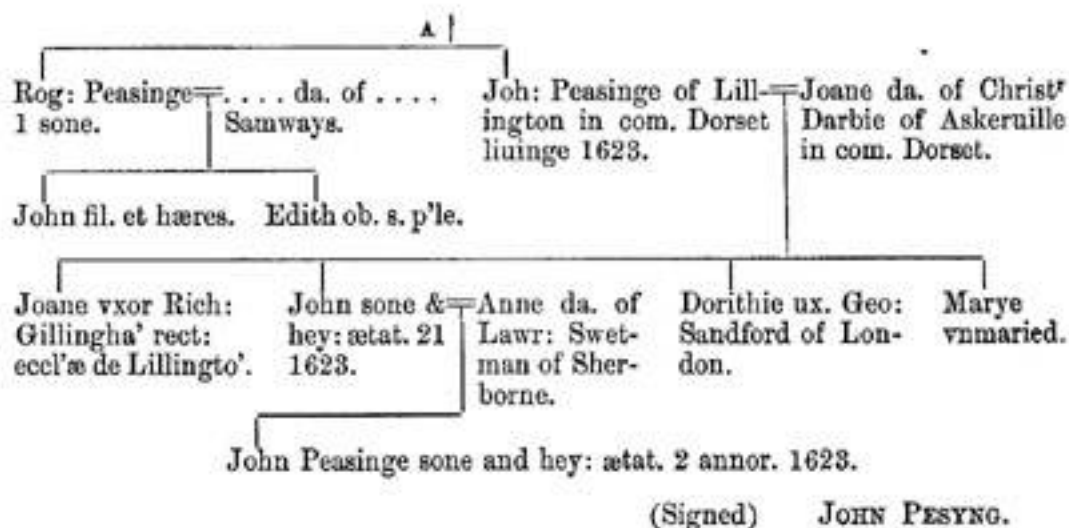 A
Rog: Peasinge
1 sone.
. . . . da. of . . . .
Samways.
Joh: Peasinge of Lill-
ington in com. Dorset
liuinge 1623.
Joane da. of Christʳ
Darbie of Askeruille
in com. Dorset.
John fil. et hæres.
Edith ob. s. p'le.
Joane vxor Rich:
Gillingha' rect:
eccl'æ de Lillingto'.
John sone &
hey: ætat. 21
1623.
Anne da. of
Lawr: Swet-
man of Sher-
borne.
Dorithie ux. Geo:
Sandford of Lon-
don.
Marye
vnmaried.
John Peasinge sone and hey: ætat. 2 annor. 1623.
(Signed) JOHN PESYNG.